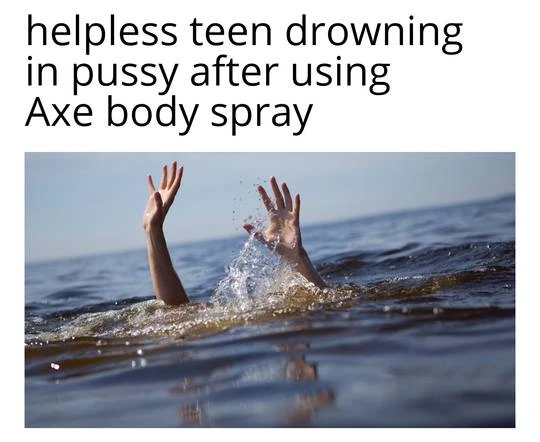 helpless teen drowning
in pussy after using
Axe body spray